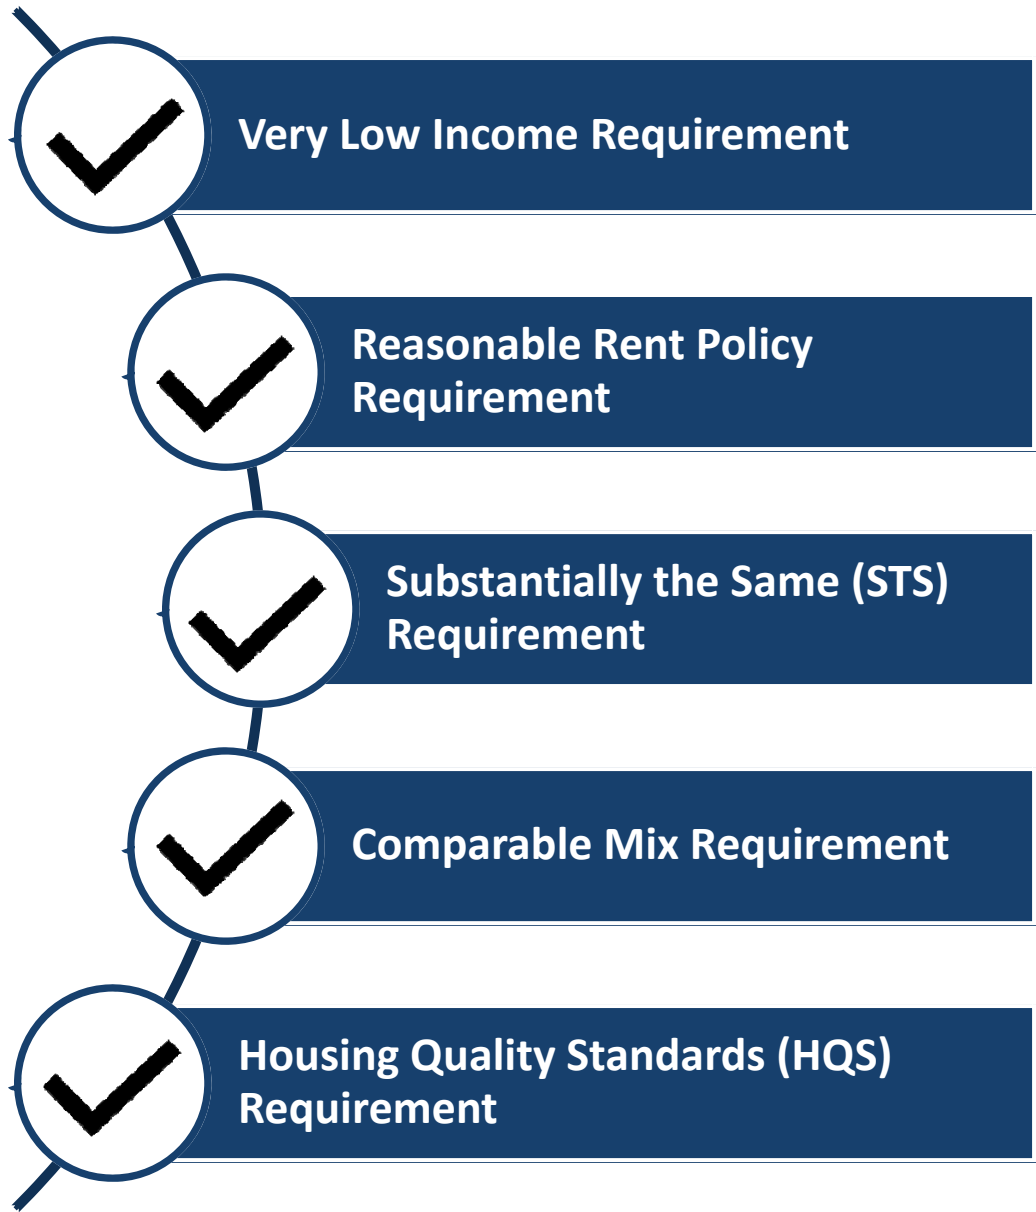 Very Low Income Requirement
Reasonable Rent Policy
Requirement
Substantially the Same (STS)
Requirement
Comparable Mix Requirement
Housing Quality Standards (HQS)
Requirement